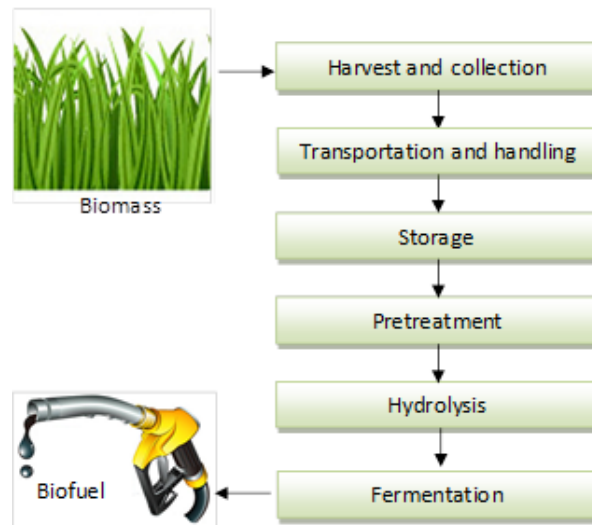 Biomass
Harvest and collection
Transportation and handling
Storage
Pretreatment
Hydrolysis
Fermentation
Biofuel